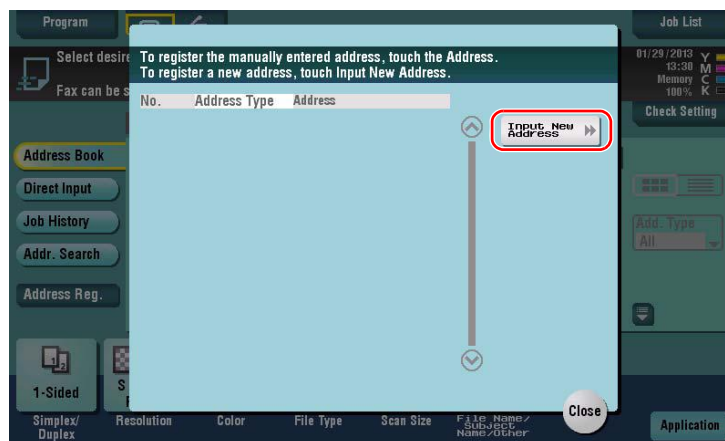 Program
Job List
Select desire
Fax can be s
To register the manually entered address, touch the Address.
To register a new address, touch Input New Address.
01/29/2013
13:30
Memory
100%
Y
M
C
K
Check Setting
No. Address Type Address
Input New
Address
Address Book
Direct Input
Job History
Addr. Search
Address Reg.
Add. Type
All
1-Sided
S
Simplex/
Duplex
Resolution
Color
File Type
Scan Size
File Name/
Subject
Name/Other
Close
Application